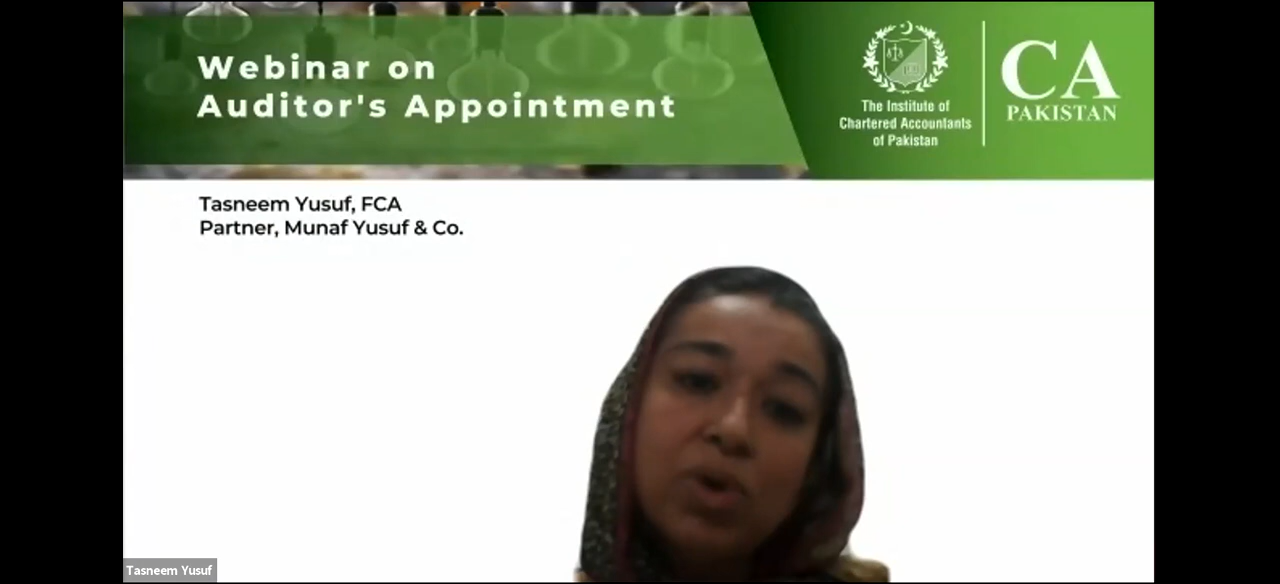 Webinar on
Auditor's Appointment
The Institute of
Chartered Accountants
of Pakistan
CA
PAKISTAN
Tasneem Yusuf, FCA
Partner, Munaf Yusuf & Co.
Tasneem Yusuf